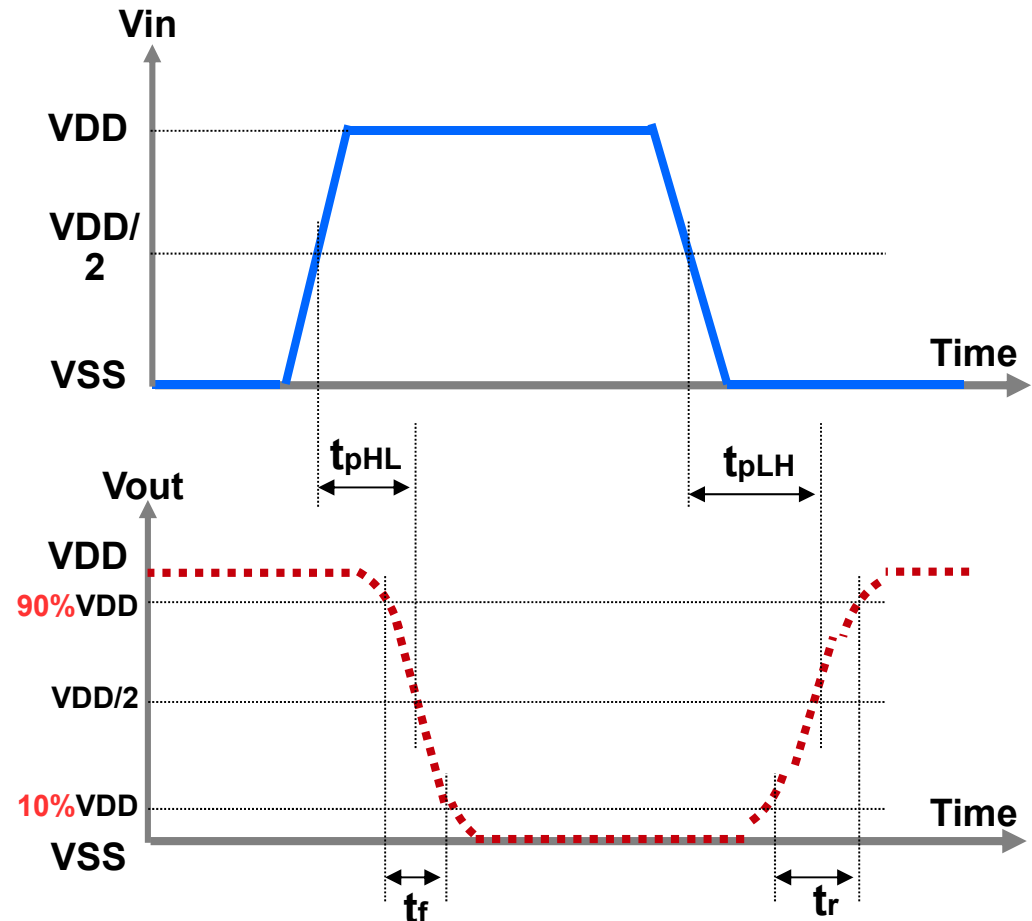 Vin
VDD
VDD/
2
VSS
Time
tpHL
tpLH
Vout
VDD
90%VDD
VDD/2
10%VDD
Time
VSS
tf
tr